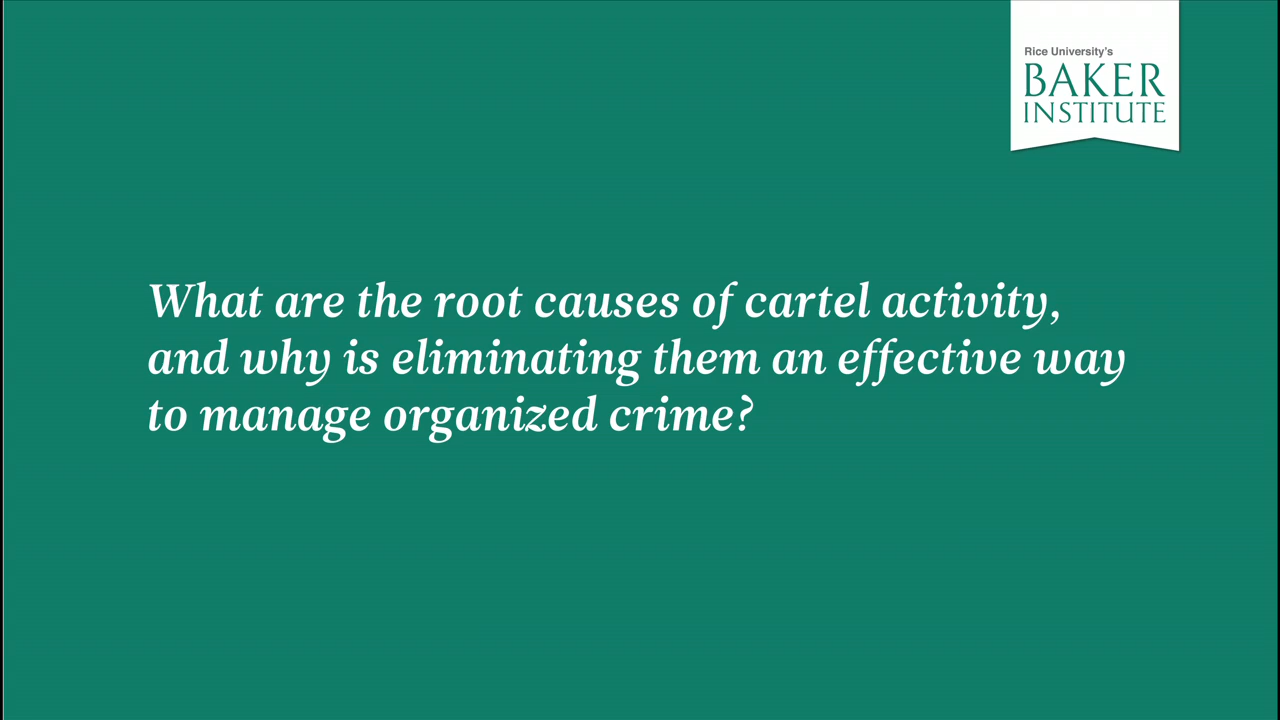 Rice University's
BAKER
INSTITUTE
What are the root causes of cartel activity,
and why is eliminating them an effective way
to manage organized crime?